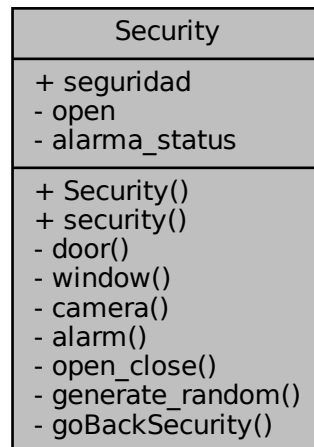 Security
+ seguridad
- open
- alarma_status
+ Security()
+ security()
- door()
- window()
- camera()
- alarm()
- open_close()
- generate_random()
- goBackSecurity()